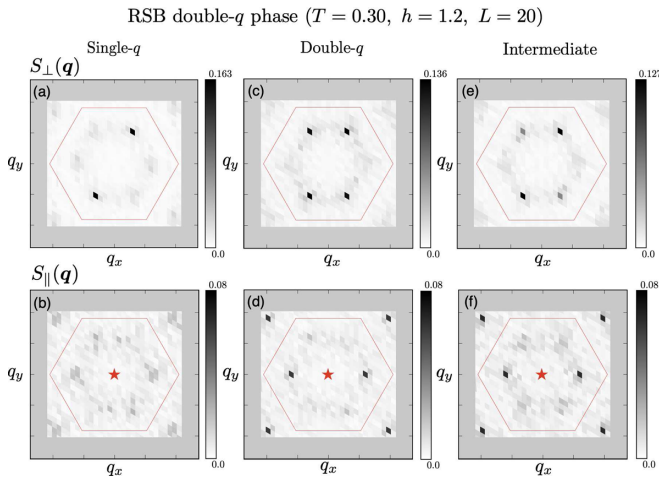 RSB double-q phase (T = 0.30, h = 1.2, L = 20)
Single-q Double-q Intermediate
S⊥(q)
(a) 0.163 (c) 0.136 (e) 0.127
q_y q_y q_y
0.0 0.0 0.0
q_x q_x q_x
S∥(q)
(b) 0.08 (d) 0.08 (f) 0.08
q_y q_y q_y
0.0 0.0 0.0
q_x q_x q_x